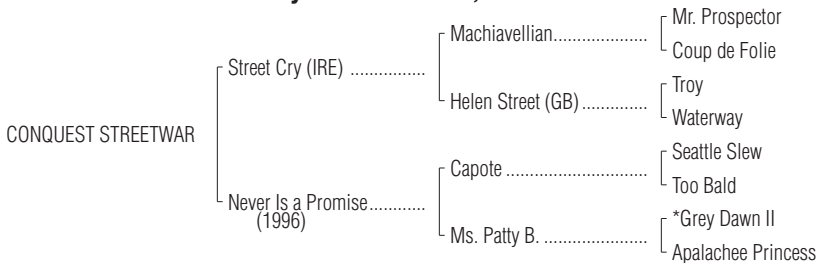 Mr. Prospector
Machiavellian....................
Coup de Folie
Street Cry (IRE) ................
Troy
Helen Street (GB)..............
Waterway
CONQUEST STREETWAR
Seattle Slew
Capote ..............................
Too Bald
Never Is a Promise............
(1996)
*Grey Dawn II
Ms. Patty B. ......................
Apalachee Princess